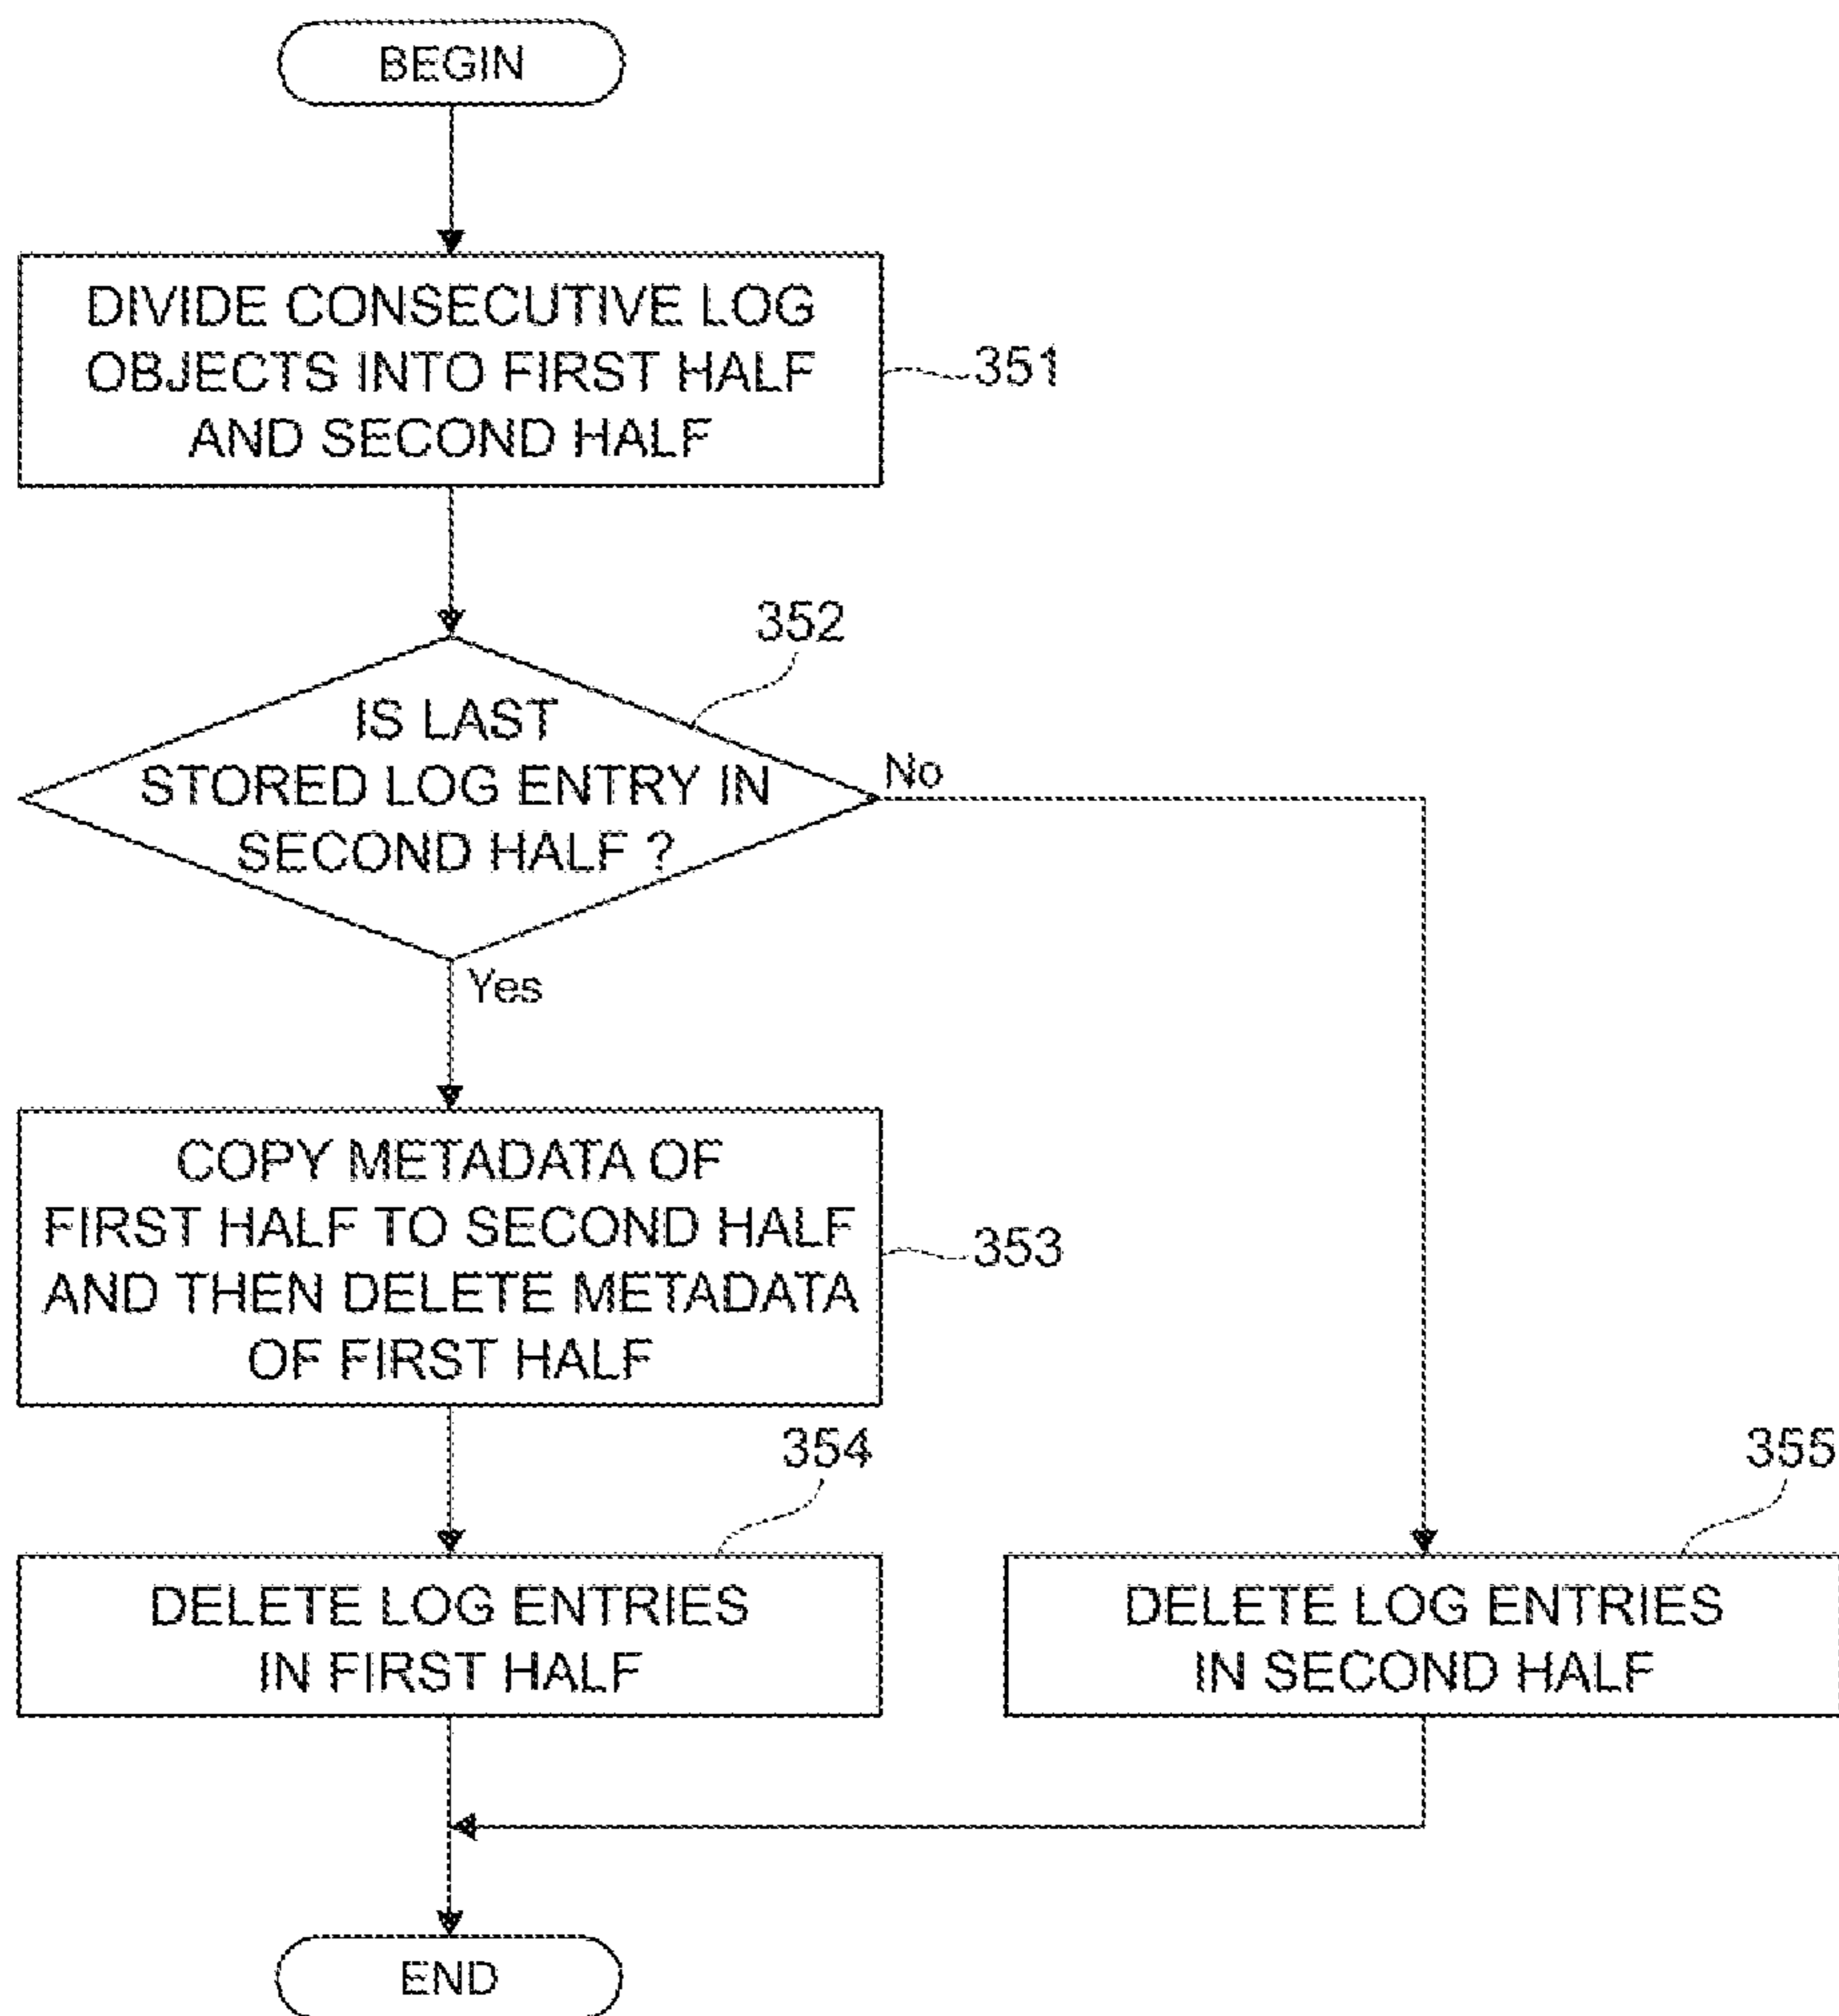 BEGIN
DIVIDE CONSECUTIVE LOG
OBJECTS INTO FIRST HALF
AND SECOND HALF
351
352
IS LAST
STORED LOG ENTRY IN
SECOND HALF ?
No
Yes
COPY METADATA OF
FIRST HALF TO SECOND HALF
AND THEN DELETE METADATA
OF FIRST HALF
353
354
355
DELETE LOG ENTRIES
IN FIRST HALF
DELETE LOG ENTRIES
IN SECOND HALF
END